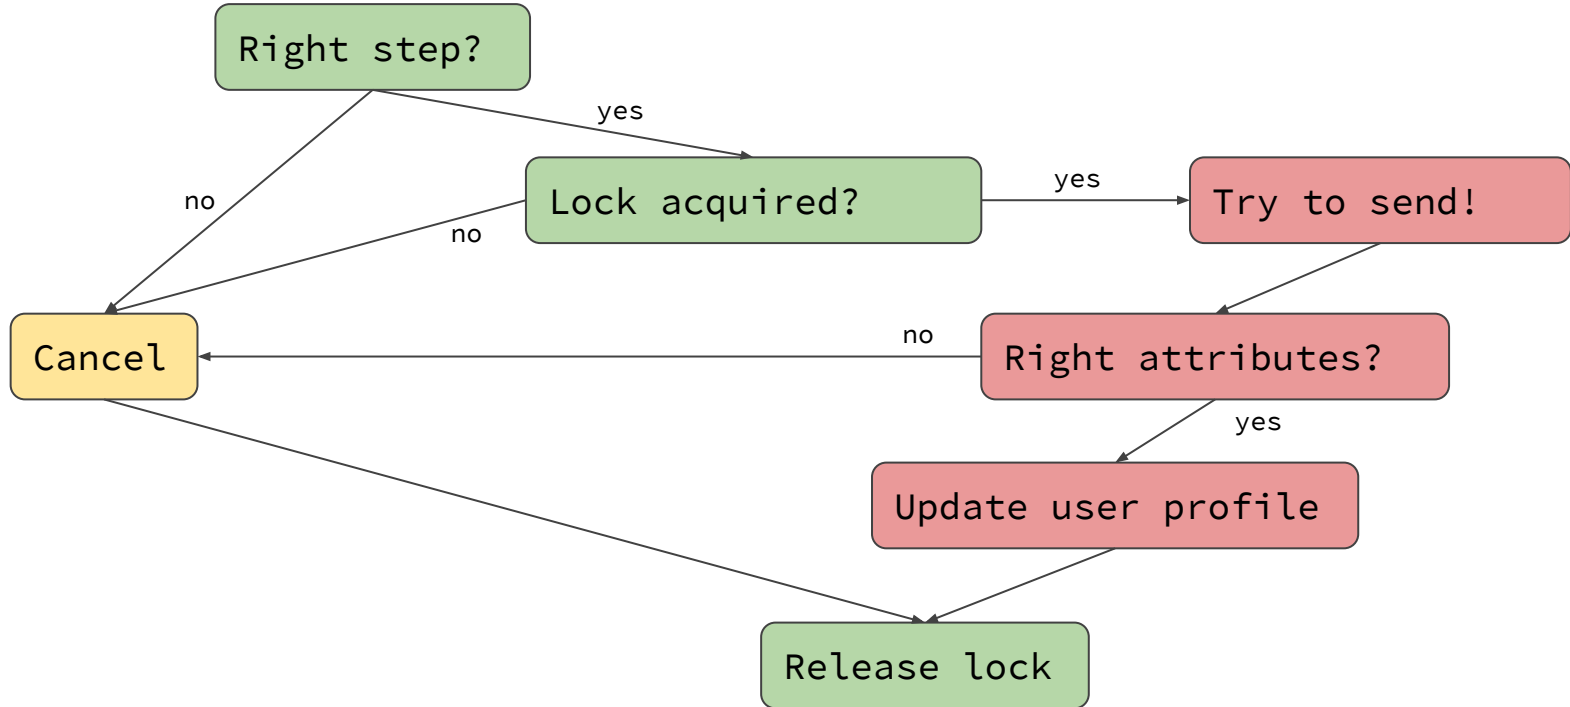 Right step?
yes
no
Lock acquired?
yes
Try to send!
no
Cancel
no
Right attributes?
yes
Update user profile
Release lock